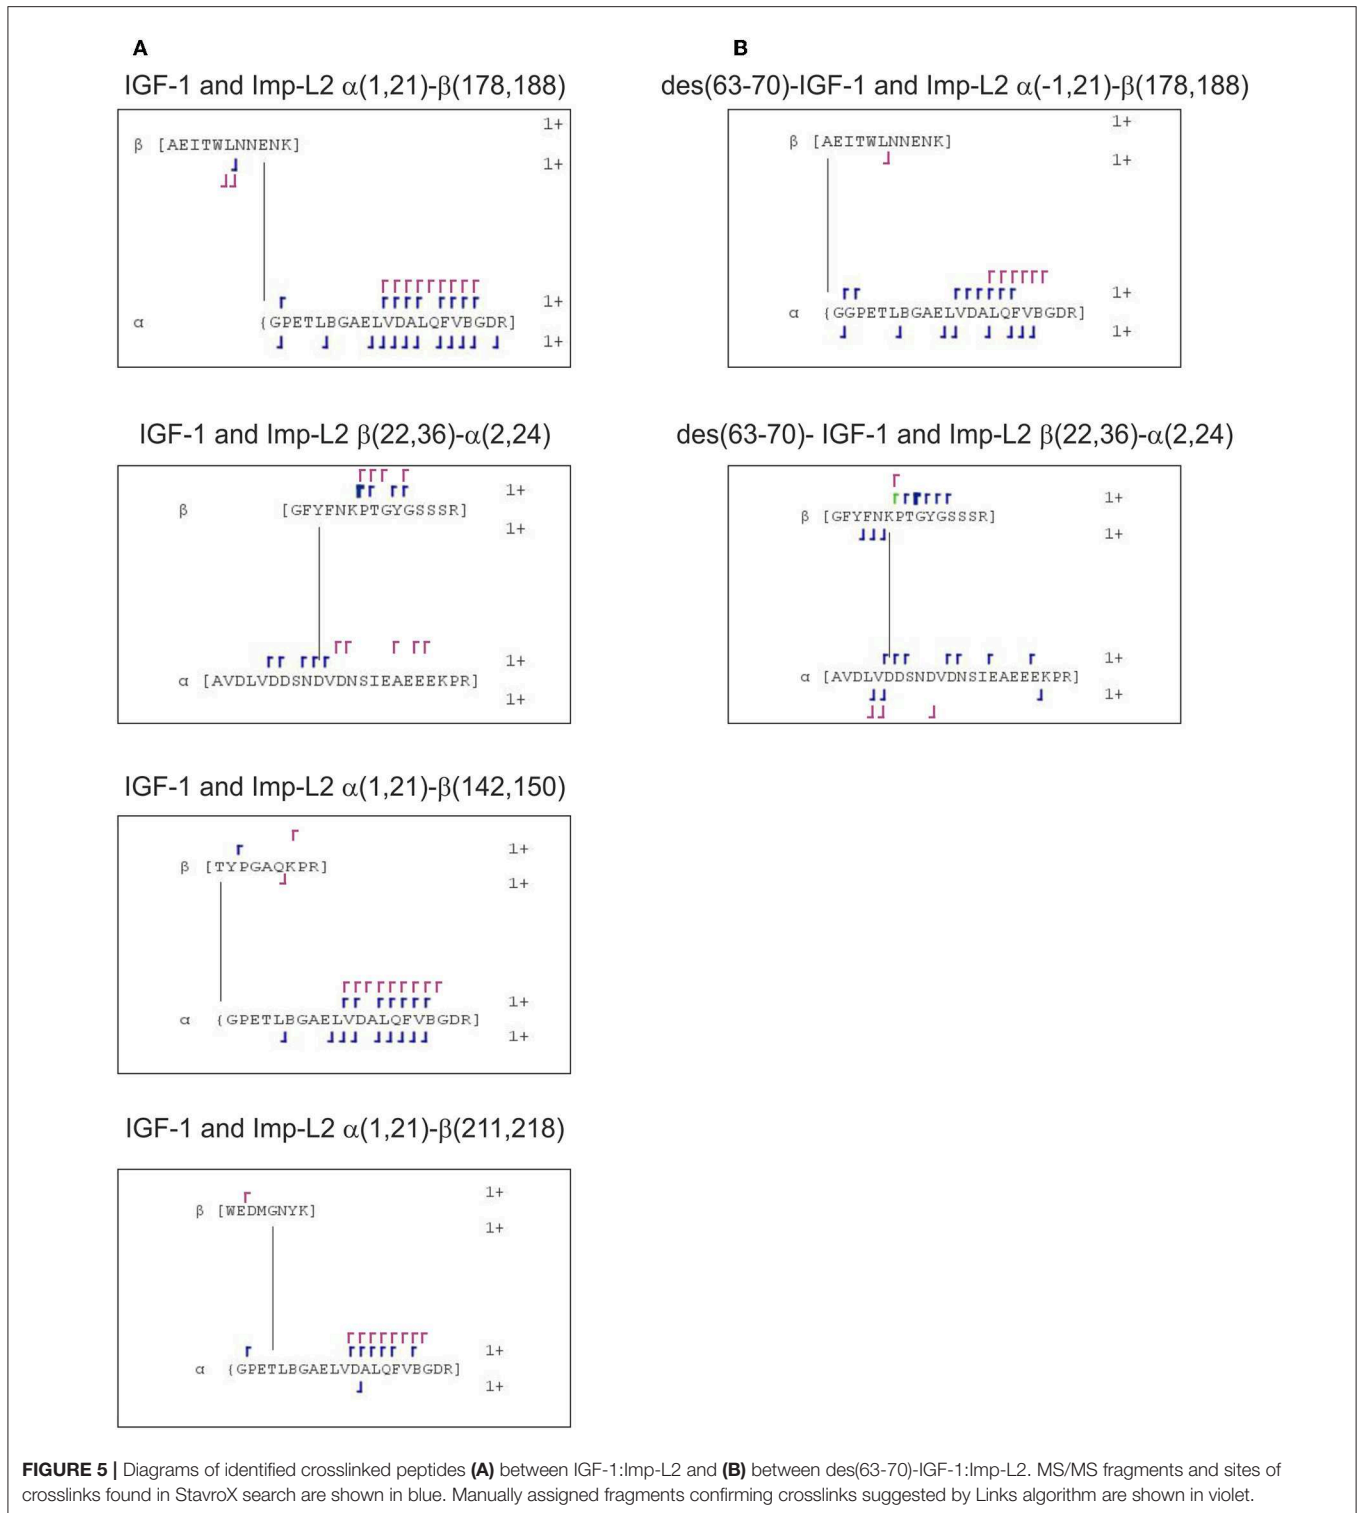 A
IGF-1 and Imp-L2 α(1,21)-β(178,188)
1+
β [AEITWLNNENK]
1+
1+
α {GPETLBGAELVDALQFVBGDR]
1+
IGF-1 and Imp-L2 β(22,36)-α(2,24)
1+
β [GFYFNKPTGYGSSSR]
1+
1+
α [AVDLVDDSNDVDNSIEAEEEKPR]
1+
IGF-1 and Imp-L2 α(1,21)-β(142,150)
1+
β [TYPGAQKPR]
1+
1+
α {GPETLBGAELVDALQFVBGDR]
1+
IGF-1 and Imp-L2 α(1,21)-β(211,218)
1+
β [WEDMGNYK]
1+
1+
α {GPETLBGAELVDALQFVBGDR]
1+
B
des(63-70)-IGF-1 and Imp-L2 α(-1,21)-β(178,188)
1+
β [AEITWLNNENK]
1+
1+
α {GGPETLBGAELVDALQFVBGDR]
1+
des(63-70)- IGF-1 and Imp-L2 β(22,36)-α(2,24)
1+
β [GFYFNKPTGYGSSSR]
1+
1+
α [AVDLVDDSNDVDNSIEAEEEKPR]
1+
FIGURE 5 | Diagrams of identified crosslinked peptides (A) between IGF-1:Imp-L2 and (B) between des(63-70)-IGF-1:Imp-L2. MS/MS fragments and sites of
crosslinks found in StavroX search are shown in blue. Manually assigned fragments confirming crosslinks suggested by Links algorithm are shown in violet.